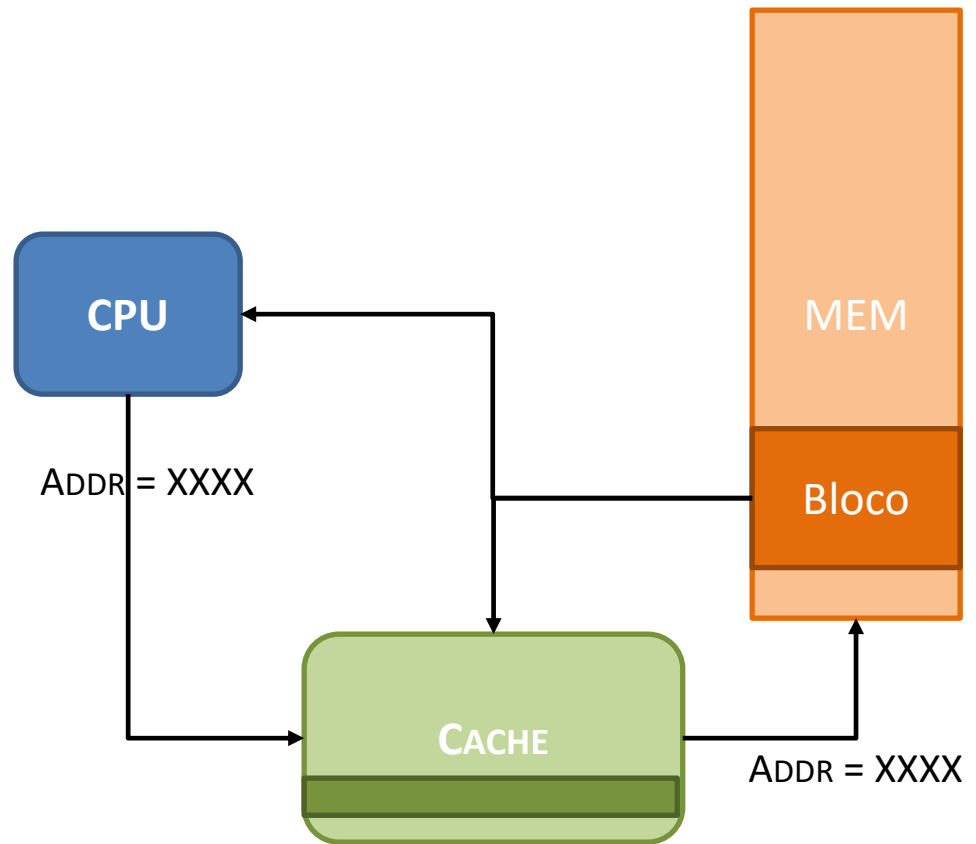 MEM
CPU
ADDR = XXXX
Bloco
CACHE
ADDR = XXXX